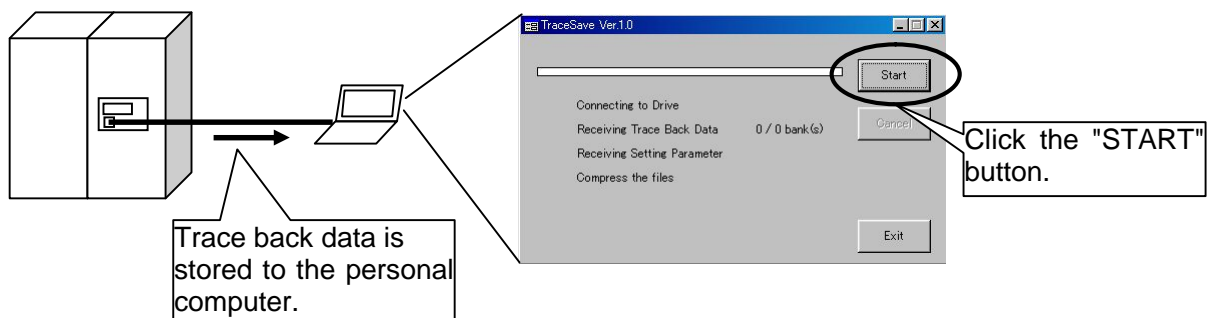 TraceSave Ver.1.0
Start
Connecting to Drive
Receiving Trace Back Data 0 / 0 bank(s)
Cancel
Receiving Setting Parameter
Compress the files
Exit
Click the "START"
button.
Trace back data is
stored to the personal
computer.